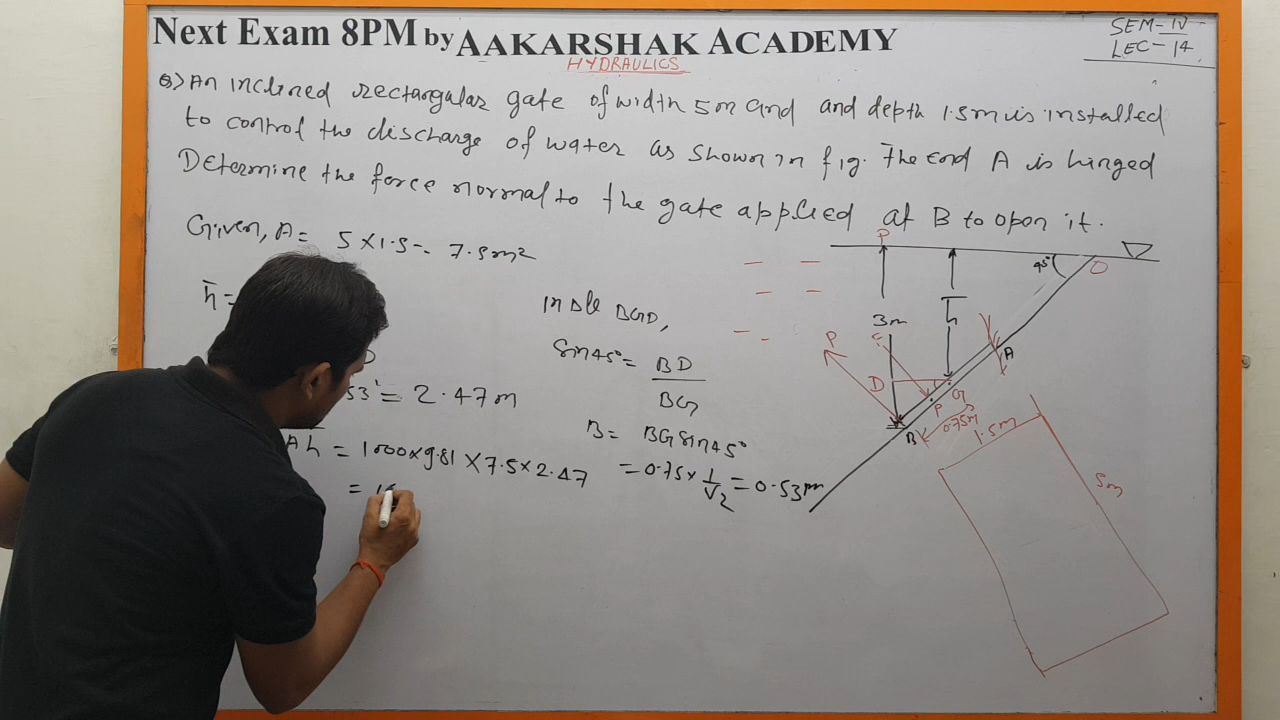 Next Exam 8PM by AAKARSHAK ACADEMY
SEM-IV
LEC-14
HYDRAULICS
Q) An inclined rectangular gate of width 5m and and depth 1.5m is installed
to control the discharge of water as shown in fig. The end A is hinged
Determine the force normal to the gate applied at B to open it.
Given, A = 5 X 1.5 = 7.5m²
h̄ =
53 = 2.47m
A h = 1000×9.81 × 7.5 × 2.47
=
In Δle BGD,
Sin45° = BD
BG
B = BG Sin45°
= 0.75 × 1/√2 = 0.53m
P
45°
O
3m
h̄
F
P
A
D
G
P
B
0.75m
1.5m
5m